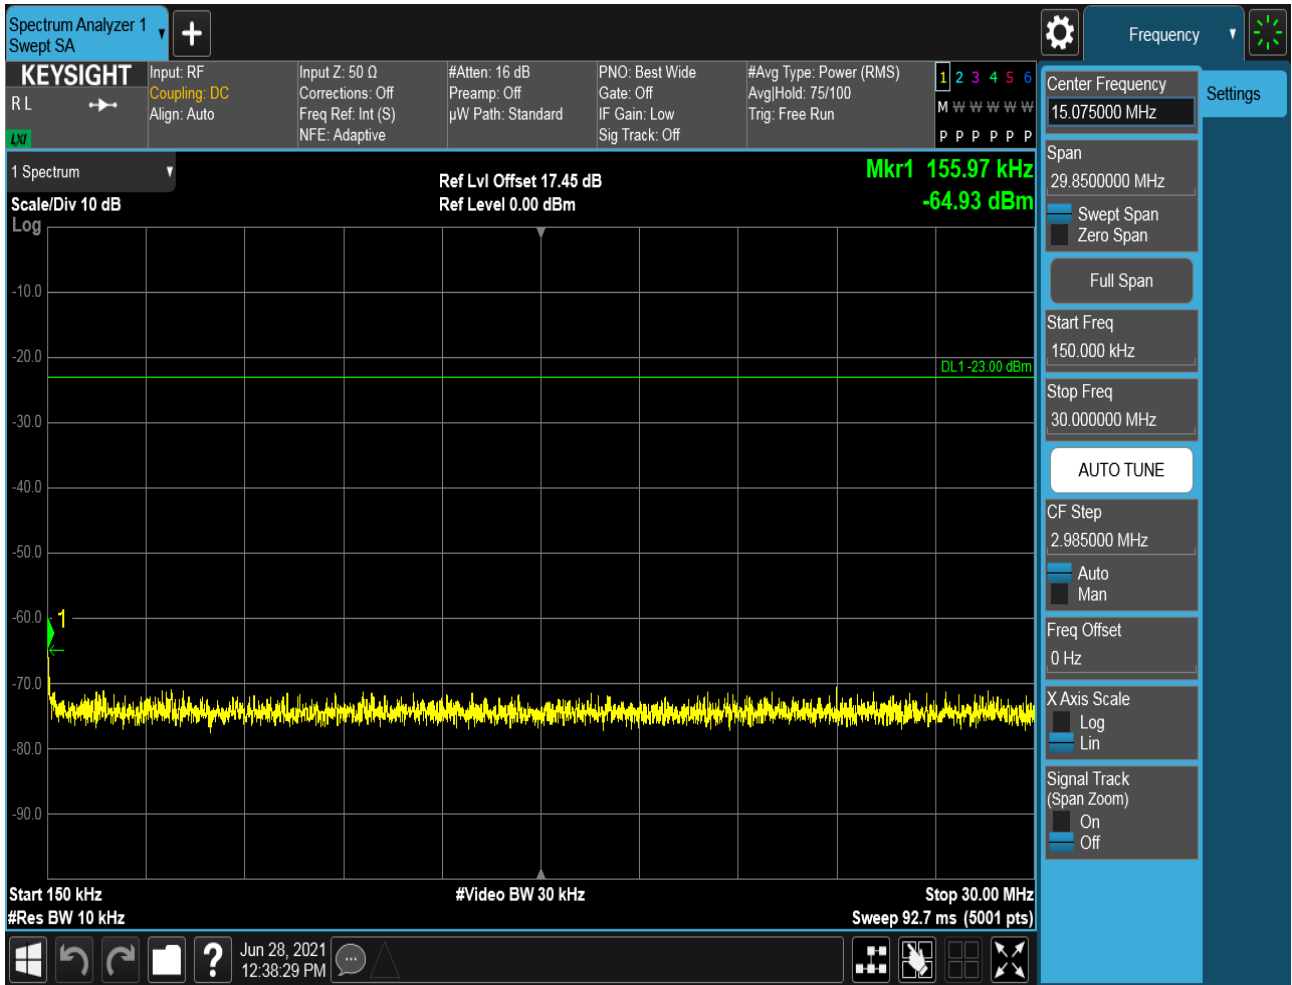 Spectrum Analyzer 1
Swept SA
Frequency
KEYSIGHT
R L
LXI
Input: RF
Coupling: DC
Align: Auto
Input Z: 50 Ω
Corrections: Off
Freq Ref: Int (S)
NFE: Adaptive
#Atten: 16 dB
Preamp: Off
µW Path: Standard
PNO: Best Wide
Gate: Off
IF Gain: Low
Sig Track: Off
#Avg Type: Power (RMS)
Avg|Hold: 75/100
Trig: Free Run
1 2 3 4 5 6
M W W W W W
P P P P P P
1 Spectrum
Scale/Div 10 dB
Log
Ref Lvl Offset 17.45 dB
Ref Level 0.00 dBm
Mkr1 155.97 kHz
-64.93 dBm
-10.0
-20.0
DL1 -23.00 dBm
-30.0
-40.0
-50.0
-60.0
1
-70.0
-80.0
-90.0
Start 150 kHz
#Video BW 30 kHz
Stop 30.00 MHz
#Res BW 10 kHz
Sweep 92.7 ms (5001 pts)
?
Jun 28, 2021
12:38:29 PM
Center Frequency
15.075000 MHz
Settings
Span
29.8500000 MHz
Swept Span
Zero Span
Full Span
Start Freq
150.000 kHz
Stop Freq
30.000000 MHz
AUTO TUNE
CF Step
2.985000 MHz
Auto
Man
Freq Offset
0 Hz
X Axis Scale
Log
Lin
Signal Track
(Span Zoom)
On
Off